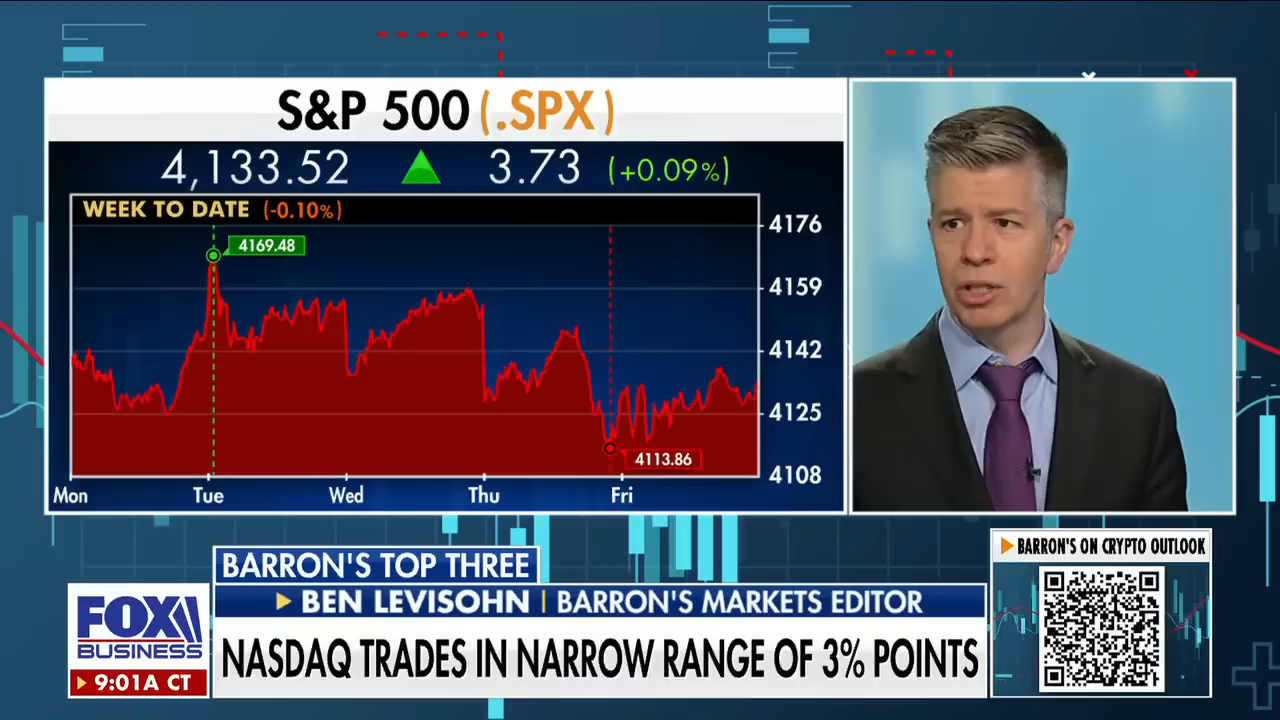 S&P 500 (.SPX)
4,133.52 ▲ 3.73 (+0.09%)
WEEK TO DATE (-0.10%)
4169.48
4113.86
4176
4159
4142
4125
4108
Mon Tue Wed Thu Fri
BARRON'S TOP THREE
BEN LEVISOHN | BARRON'S MARKETS EDITOR
NASDAQ TRADES IN NARROW RANGE OF 3% POINTS
FOX
BUSINESS
9:01A CT
BARRON'S ON CRYPTO OUTLOOK